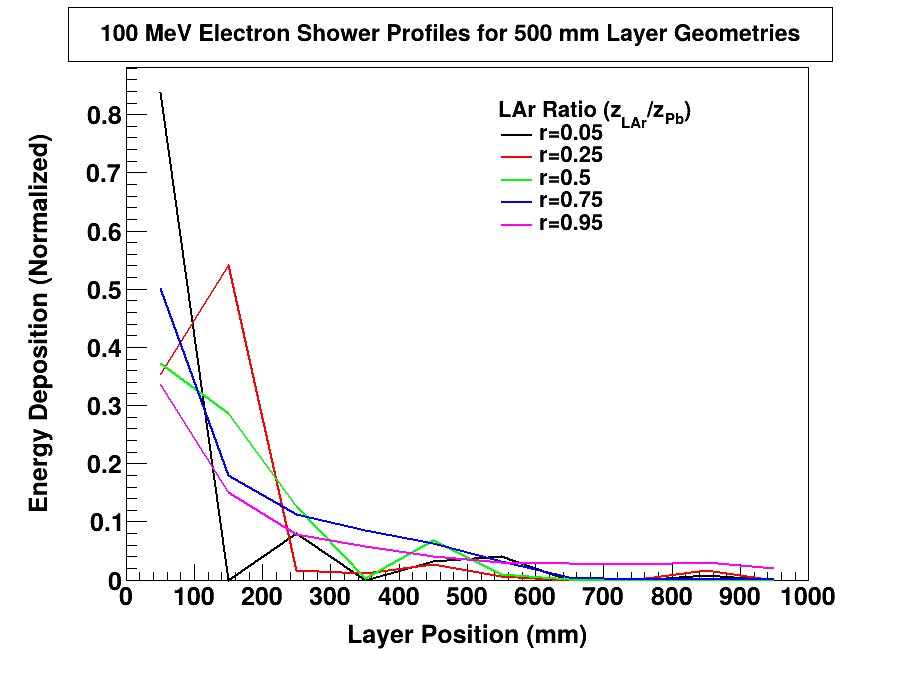 100 MeV Electron Shower Profiles for 500 mm Layer Geometries
Energy Deposition (Normalized)
0.8
0.7
0.6
0.5
0.4
0.3
0.2
0.1
0
LAr Ratio (z_LAr/z_Pb)
r=0.05
r=0.25
r=0.5
r=0.75
r=0.95
0 100 200 300 400 500 600 700 800 900 1000
Layer Position (mm)